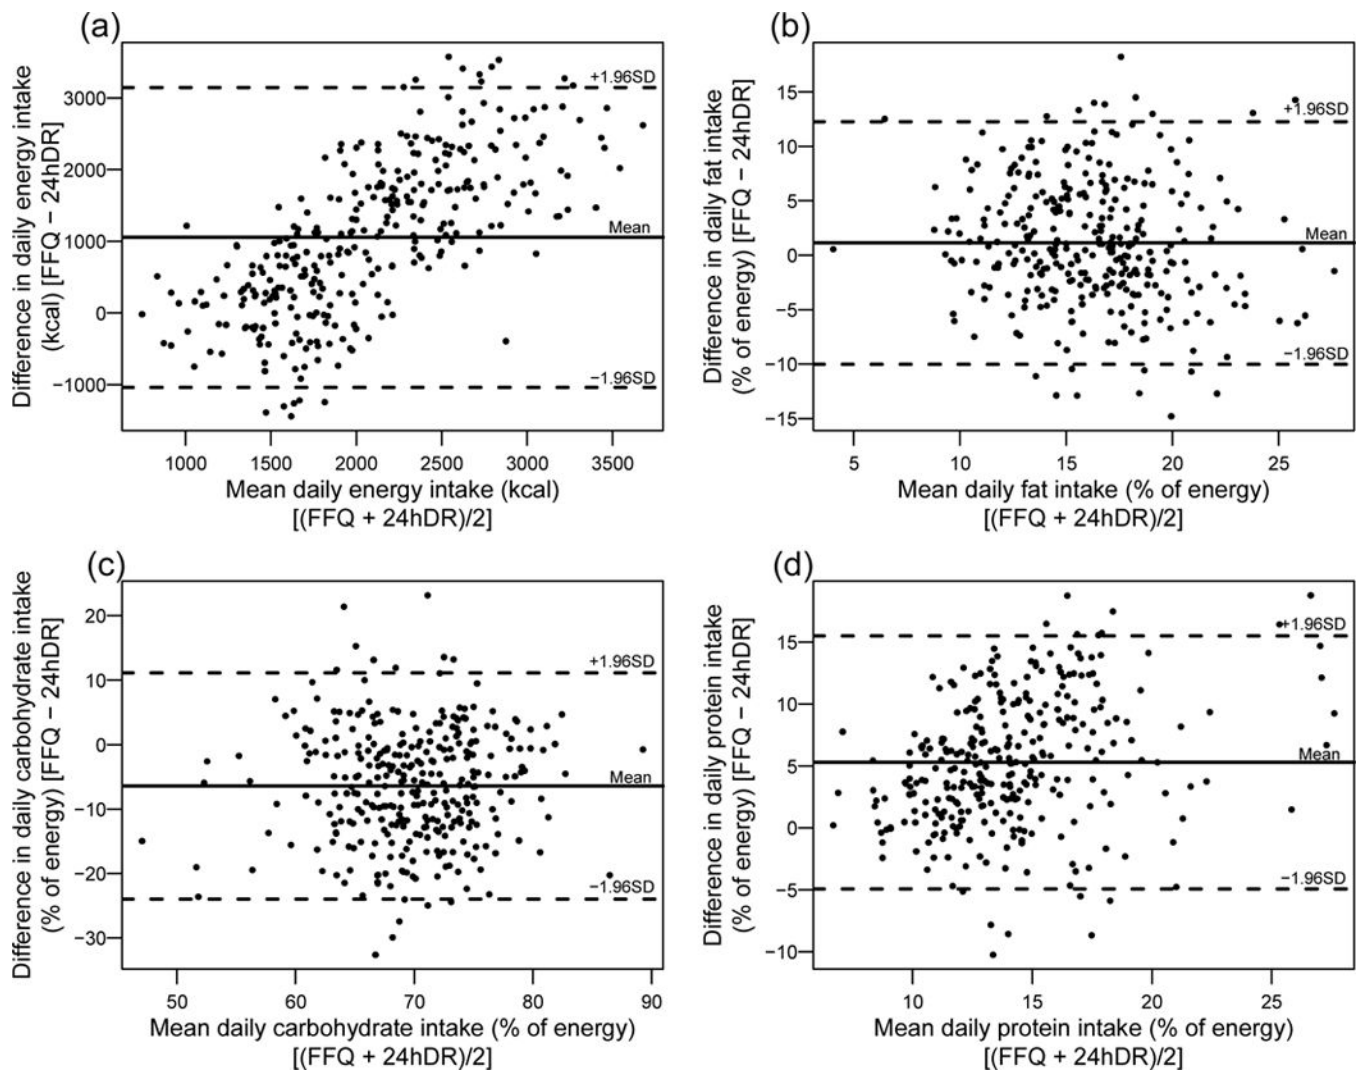 (a)
Difference in daily energy intake
(kcal) [FFQ − 24hDR]
3000
2000
1000
0
−1000
+1.96SD
Mean
−1.96SD
1000 1500 2000 2500 3000 3500
Mean daily energy intake (kcal)
[(FFQ + 24hDR)/2]
(b)
Difference in daily fat intake
(% of energy) [FFQ − 24hDR]
15
10
5
0
−5
−10
−15
+1.96SD
Mean
−1.96SD
5 10 15 20 25
Mean daily fat intake (% of energy)
[(FFQ + 24hDR)/2]
(c)
Difference in daily carbohydrate intake
(% of energy) [FFQ − 24hDR]
20
10
0
−10
−20
−30
+1.96SD
Mean
−1.96SD
50 60 70 80 90
Mean daily carbohydrate intake (% of energy)
[(FFQ + 24hDR)/2]
(d)
Difference in daily protein intake
(% of energy) [FFQ − 24hDR]
15
10
5
0
−5
−10
+1.96SD
Mean
−1.96SD
10 15 20 25
Mean daily protein intake (% of energy)
[(FFQ + 24hDR)/2]